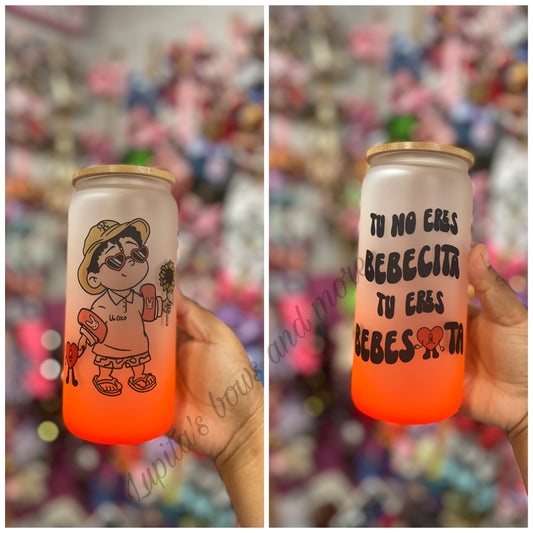 TU NO ERES
BEBECITA
TU ERES
BEBES TA
Lupita's bows and more